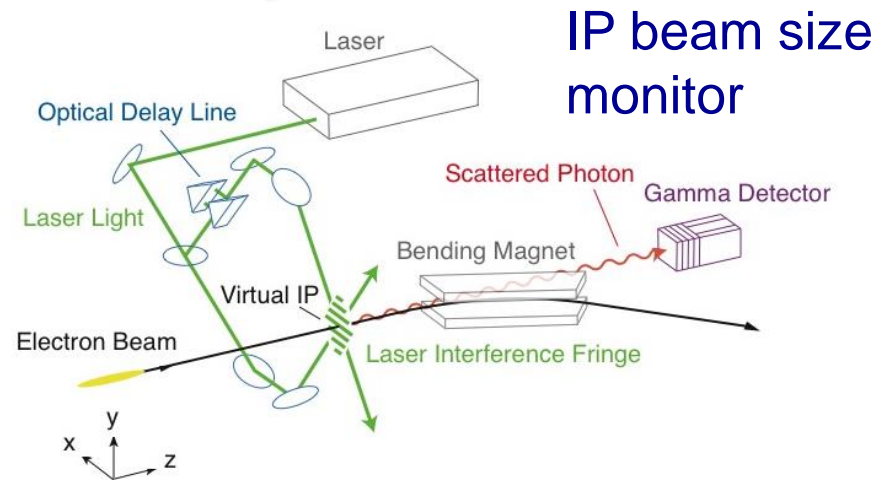 IP beam size
monitor
Laser
Optical Delay Line
Scattered Photon
Gamma Detector
Laser Light
Bending Magnet
Virtual IP
Electron Beam
Laser Interference Fringe
y
x
z